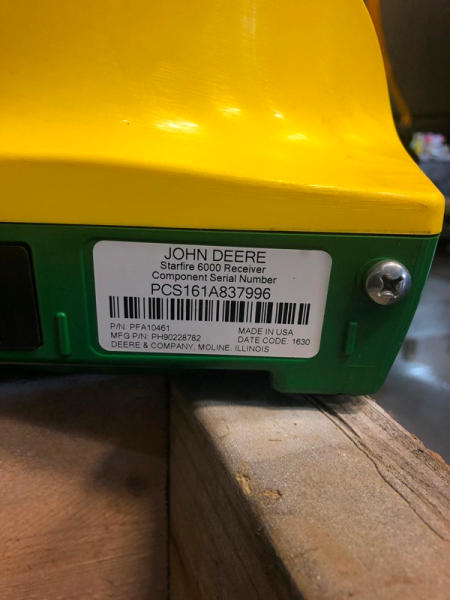 JOHN DEERE
Starfire 6000 Receiver
Component Serial Number
PCS161A837996
P/N: PFA10461
MADE IN USA
MFG P/N: PH90228782
DATE CODE: 1630
DEERE & COMPANY, MOLINE, ILLINOIS